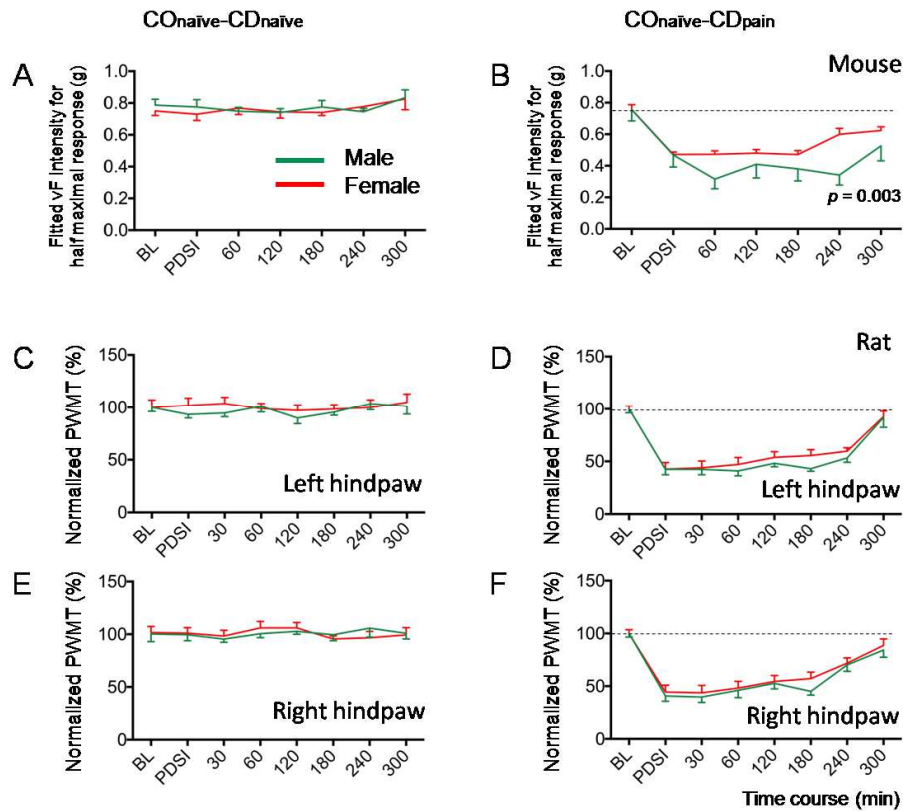 COnaïve-CDnaïve
COnaïve-CDpain
A
Fitted vF Intensity for
half maximal response (g)
1.0
0.8
0.6
0.4
0.2
0.0
Male
Female
BL
PDSI
60
120
180
240
300
B
Mouse
Fitted vF Intensity for
half maximal response (g)
1.0
0.8
0.6
0.4
0.2
0.0
p = 0.003
BL
PDSI
60
120
180
240
300
C
Normalized PWMT (%)
150
100
50
0
Left hindpaw
BL
PDSI
30
60
120
180
240
300
D
Rat
Normalized PWMT (%)
150
100
50
0
Left hindpaw
BL
PDSI
30
60
120
180
240
300
E
Normalized PWMT (%)
150
100
50
0
Right hindpaw
BL
PDSI
30
60
120
180
240
300
F
Normalized PWMT (%)
150
100
50
0
Right hindpaw
BL
PDSI
30
60
120
180
240
300
Time course (min)